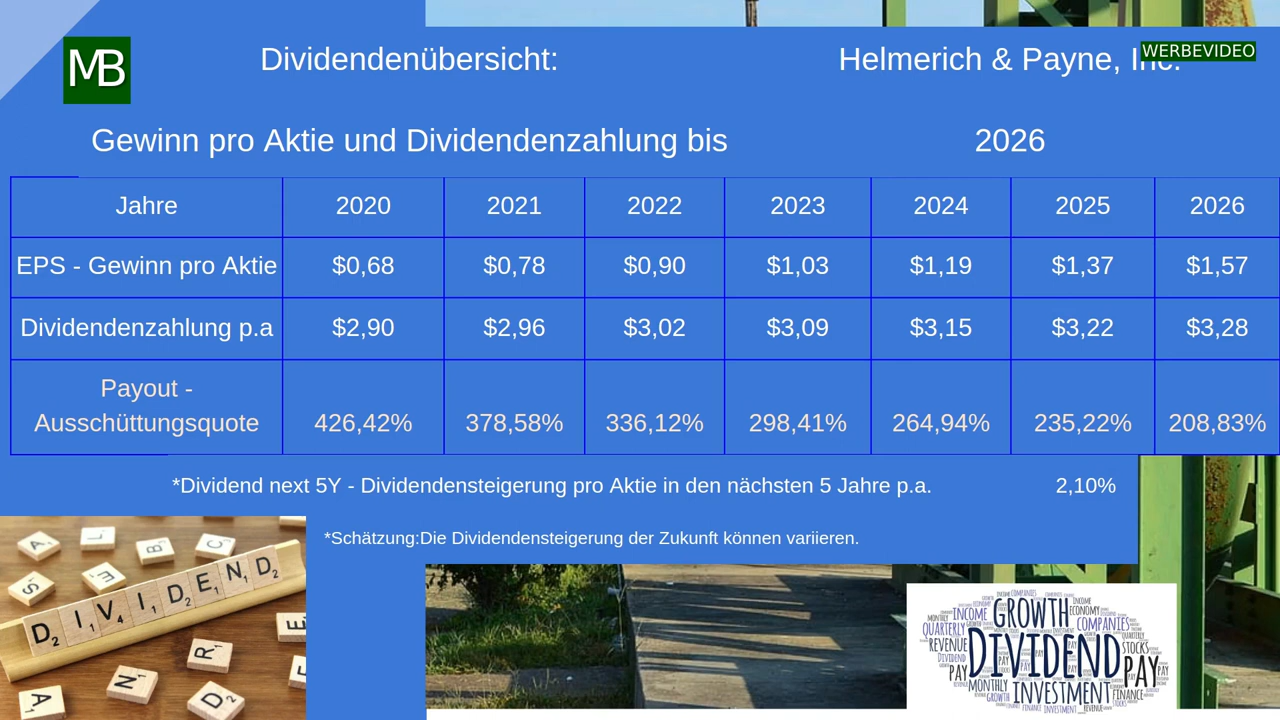 MB
Dividendenübersicht:
Helmerich & Payne, Inc.
WERBEVIDEO
Gewinn pro Aktie und Dividendenzahlung bis 2026
Jahre 2020 2021 2022 2023 2024 2025 2026
EPS - Gewinn pro Aktie $0,68 $0,78 $0,90 $1,03 $1,19 $1,37 $1,57
Dividendenzahlung p.a $2,90 $2,96 $3,02 $3,09 $3,15 $3,22 $3,28
Payout -
Ausschüttungsquote 426,42% 378,58% 336,12% 298,41% 264,94% 235,22% 208,83%
*Dividend next 5Y - Dividendensteigerung pro Aktie in den nächsten 5 Jahre p.a. 2,10%
*Schätzung:Die Dividendensteigerung der Zukunft können variieren.
A L B C
S E
D I V I D E N D
E
R
N
A D
GROWTH
INCOME ECONOMY
QUARTERLY COMPANIES
REVENUE DIVIDEND STOCKS
PAY PAY
MONTHLY INVESTMENT FINANCE